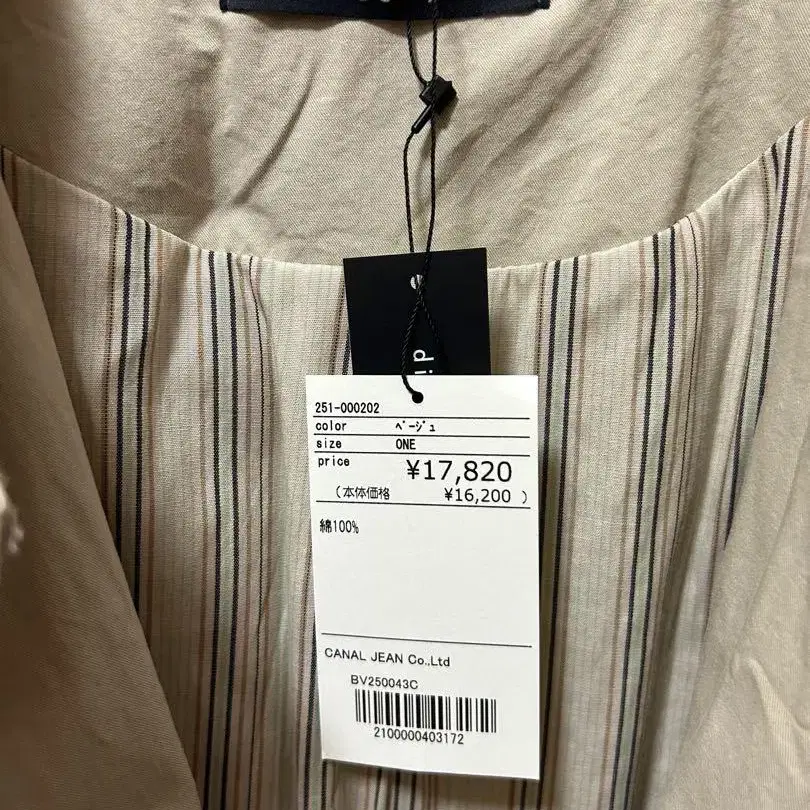 251-000202
color ベージュ
size ONE
price ¥17,820
(本体価格 ¥16,200 )
綿100%
CANAL JEAN Co.,Ltd
BV250043C
2100000403172